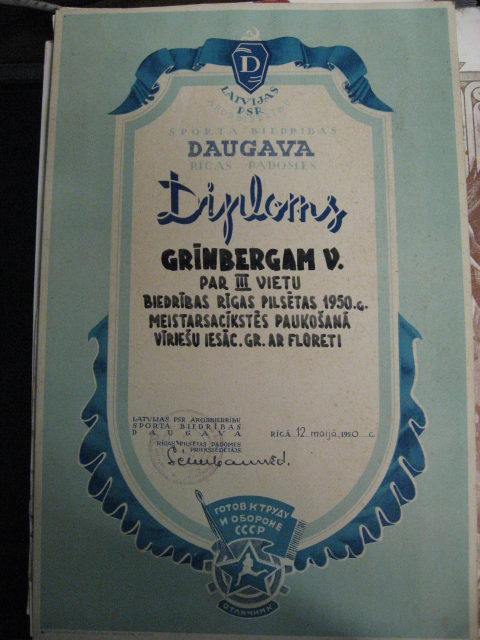 D
LATVIJAS
PSR
ARODBIEDRĪBU
SPORTA BIEDRĪBAS
DAUGAVA
RĪGAS PADOMES
Diploms
GRĪNBERGAM V.
PAR III VIETU
BIEDRĪBAS RĪGAS PILSĒTAS 1950.G.
MEISTARSACĪKSTĒS PAUKOŠANĀ
VĪRIEŠU IESĀC. GR. AR FLORETI
LATVIJAS PSR ARODBIEDRĪBU
SPORTA BIEDRĪBAS
DAUGAVA
RĪGAS PILSĒTAS PADOMES
PRIEKŠSĒDĒTĀJS
RĪGĀ, 12. maijā, 1950 .G.
ГОТОВ К ТРУДУ
И ОБОРОНЕ
СССР
ОТЛИЧНИК